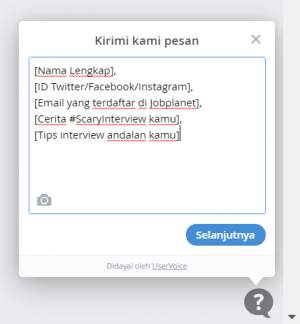 Kirimi kami pesan
[Nama Lengkap],
[ID Twitter/Facebook/Instagram],
[Email yang terdaftar di Jobplanet],
[Cerita #ScaryInterview kamu],
[Tips interview andalan kamu]
Selanjutnya
Didayai oleh UserVoice
?